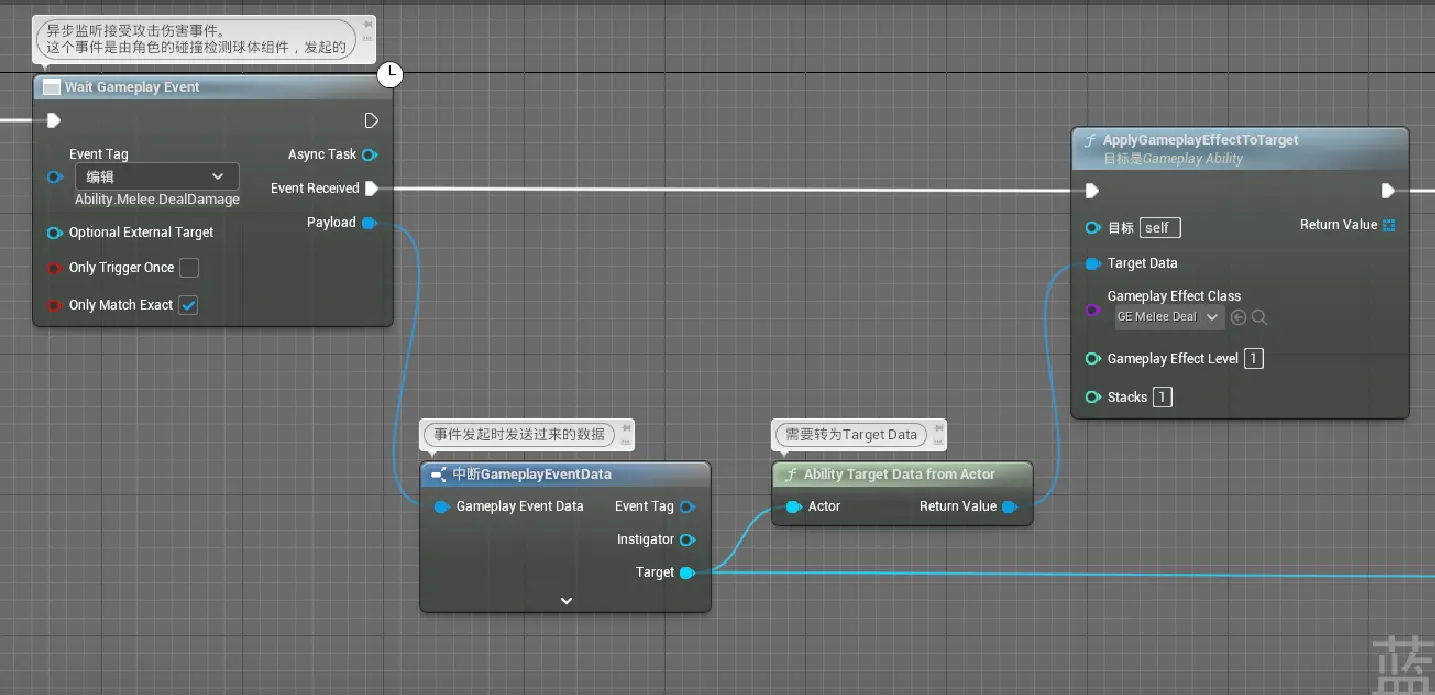 异步监听接受攻击伤害事件。
这个事件是由角色的碰撞检测球体组件，发起的
Wait Gameplay Event
Event Tag
编辑
Ability.Melee.DealDamage
Optional External Target
Only Trigger Once
Only Match Exact
Async Task
Event Received
Payload
事件发起时发送过来的数据
中断GameplayEventData
Gameplay Event Data
Event Tag
Instigator
Target
需要转为Target Data
Ability Target Data from Actor
Actor
Return Value
ApplyGameplayEffectToTarget
目标是Gameplay Ability
目标 self
Return Value
Target Data
Gameplay Effect Class
GE Melee Deal
Gameplay Effect Level 1
Stacks 1
蓝